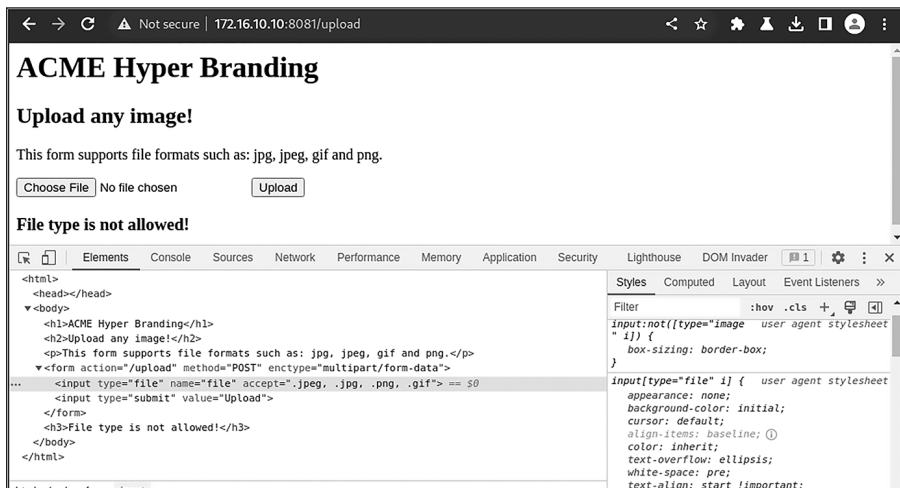 Not secure | 172.16.10.10:8081/upload
ACME Hyper Branding
Upload any image!
This form supports file formats such as: jpg, jpeg, gif and png.
Choose File No file chosen Upload
File type is not allowed!
Elements Console Sources Network Performance Memory Application Security Lighthouse DOM Invader 1
<html>
<head></head>
<body>
<h1>ACME Hyper Branding</h1>
<h2>Upload any image!</h2>
<p>This form supports file formats such as: jpg, jpeg, gif and png.</p>
<form action="/upload" method="POST" enctype="multipart/form-data">
<input type="file" name="file" accept=".jpeg, .jpg, .png, .gif"> == $0
<input type="submit" value="Upload">
</form>
<h3>File type is not allowed!</h3>
</body>
</html>
Styles Computed Layout Event Listeners »
Filter :hov .cls +
input:not([type="image user agent stylesheet
" i]) {
box-sizing: border-box;
}
input[type="file" i] { user agent stylesheet
appearance: none;
background-color: initial;
cursor: default;
align-items: baseline;
color: inherit;
text-overflow: ellipsis;
white-space: pre;
text-align: start !important;